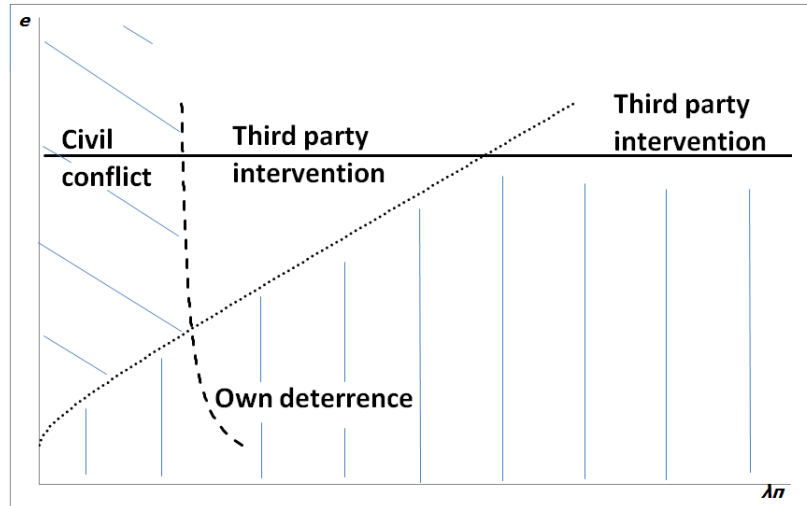 e
Third party
intervention
Civil
conflict
Third party
intervention
Own deterrence
λπ